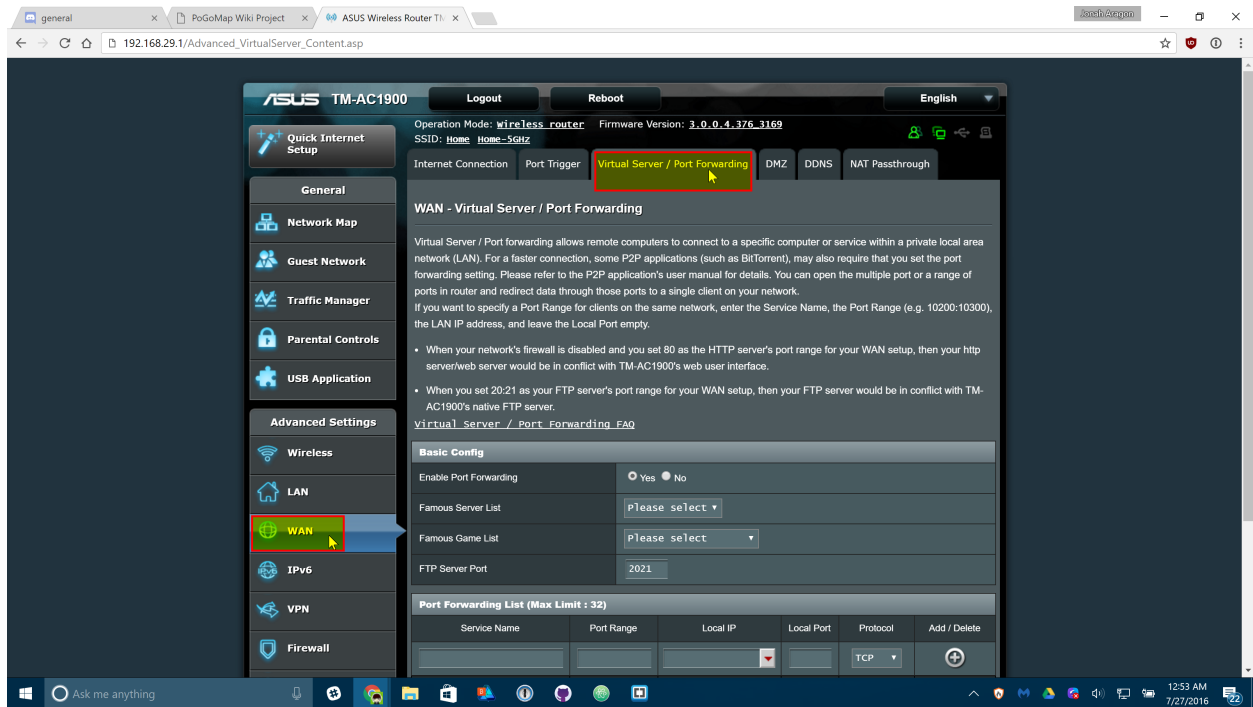 general
PoGoMap Wiki Project
ASUS Wireless Router TM
Jonah Aragon
192.168.29.1/Advanced_VirtualServer_Content.asp
ASUS TM-AC1900
Logout
Reboot
English
Quick Internet
Setup
General
Network Map
Guest Network
Traffic Manager
Parental Controls
USB Application
Advanced Settings
Wireless
LAN
WAN
IPv6
VPN
Firewall
Operation Mode: Wireless router Firmware Version: 3.0.0.4.376_3169
SSID: Home Home-5GHz
Internet Connection
Port Trigger
Virtual Server / Port Forwarding
DMZ
DDNS
NAT Passthrough
WAN - Virtual Server / Port Forwarding
Virtual Server / Port forwarding allows remote computers to connect to a specific computer or service within a private local area
network (LAN). For a faster connection, some P2P applications (such as BitTorrent), may also require that you set the port
forwarding setting. Please refer to the P2P application's user manual for details. You can open the multiple port or a range of
ports in router and redirect data through those ports to a single client on your network.
If you want to specify a Port Range for clients on the same network, enter the Service Name, the Port Range (e.g. 10200:10300),
the LAN IP address, and leave the Local Port empty.
• When your network's firewall is disabled and you set 80 as the HTTP server's port range for your WAN setup, then your http
server/web server would be in conflict with TM-AC1900's web user interface.
• When you set 20:21 as your FTP server's port range for your WAN setup, then your FTP server would be in conflict with TM-
AC1900's native FTP server.
Virtual Server / Port Forwarding FAQ
Basic Config
Enable Port Forwarding Yes No
Famous Server List Please select
Famous Game List Please select
FTP Server Port 2021
Port Forwarding List (Max Limit : 32)
Service Name Port Range Local IP Local Port Protocol Add / Delete
TCP
Ask me anything
12:53 AM
7/27/2016
22